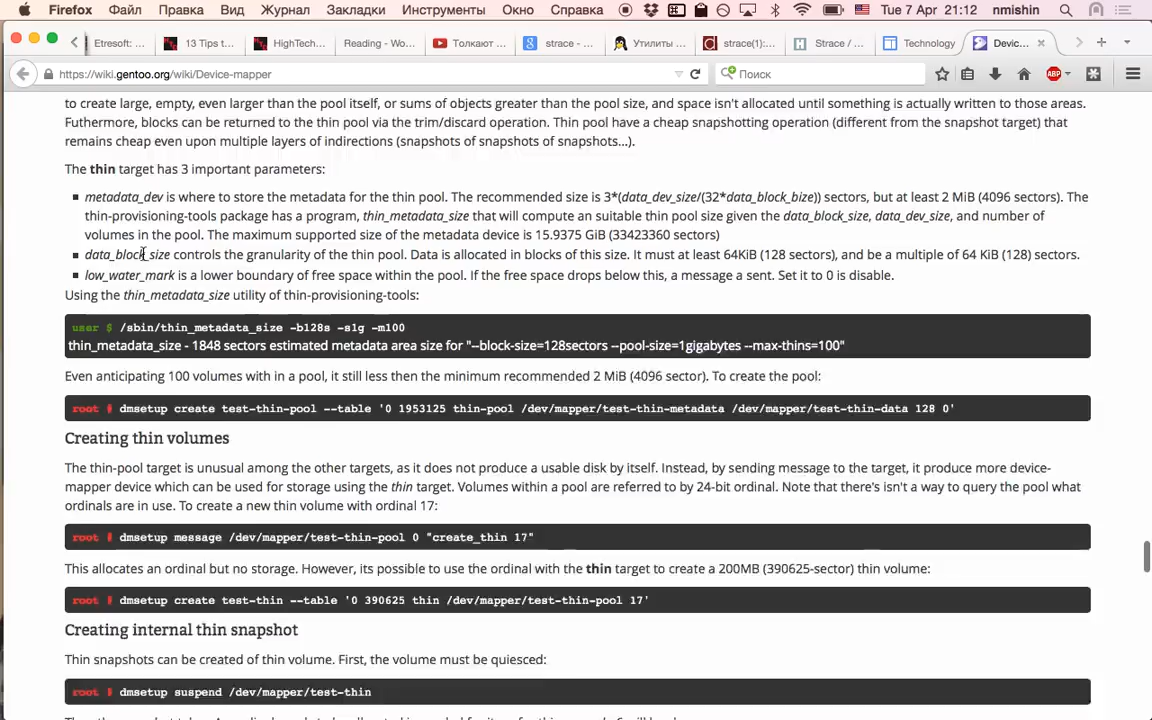 Firefox Файл Правка Вид Журнал Закладки Инструменты Окно Справка Tue 7 Apr 21:12 nmishin
Etresoft: ... 13 Tips t... HighTech... Reading - Wo... Толкают ... strace - ... Утилиты ... strace(1):... Strace / ... Technology Devic...
https://wiki.gentoo.org/wiki/Device-mapper Поиск ABP
to create large, empty, even larger than the pool itself, or sums of objects greater than the pool size, and space isn't allocated until something is actually written to those areas.
Futhermore, blocks can be returned to the thin pool via the trim/discard operation. Thin pool have a cheap snapshotting operation (different from the snapshot target) that
remains cheap even upon multiple layers of indirections (snapshots of snapshots of snapshots...).
The thin target has 3 important parameters:
metadata_dev is where to store the metadata for the thin pool. The recommended size is 3*(data_dev_size/(32*data_block_bize)) sectors, but at least 2 MiB (4096 sectors). The
thin-provisioning-tools package has a program, thin_metadata_size that will compute an suitable thin pool size given the data_block_size, data_dev_size, and number of
volumes in the pool. The maximum supported size of the metadata device is 15.9375 GiB (33423360 sectors)
data_block_size controls the granularity of the thin pool. Data is allocated in blocks of this size. It must at least 64KiB (128 sectors), and be a multiple of 64 KiB (128) sectors.
low_water_mark is a lower boundary of free space within the pool. If the free space drops below this, a message a sent. Set it to 0 is disable.
Using the thin_metadata_size utility of thin-provisioning-tools:
user $ /sbin/thin_metadata_size -b128s -s1g -m100
thin_metadata_size - 1848 sectors estimated metadata area size for "--block-size=128sectors --pool-size=1gigabytes --max-thins=100"
Even anticipating 100 volumes with in a pool, it still less then the minimum recommended 2 MiB (4096 sector). To create the pool:
root # dmsetup create test-thin-pool --table '0 1953125 thin-pool /dev/mapper/test-thin-metadata /dev/mapper/test-thin-data 128 0'
Creating thin volumes
The thin-pool target is unusual among the other targets, as it does not produce a usable disk by itself. Instead, by sending message to the target, it produce more device-
mapper device which can be used for storage using the thin target. Volumes within a pool are referred to by 24-bit ordinal. Note that there's isn't a way to query the pool what
ordinals are in use. To create a new thin volume with ordinal 17:
root # dmsetup message /dev/mapper/test-thin-pool 0 "create_thin 17"
This allocates an ordinal but no storage. However, its possible to use the ordinal with the thin target to create a 200MB (390625-sector) thin volume:
root # dmsetup create test-thin --table '0 390625 thin /dev/mapper/test-thin-pool 17'
Creating internal thin snapshot
Thin snapshots can be created of thin volume. First, the volume must be quiesced:
root # dmsetup suspend /dev/mapper/test-thin